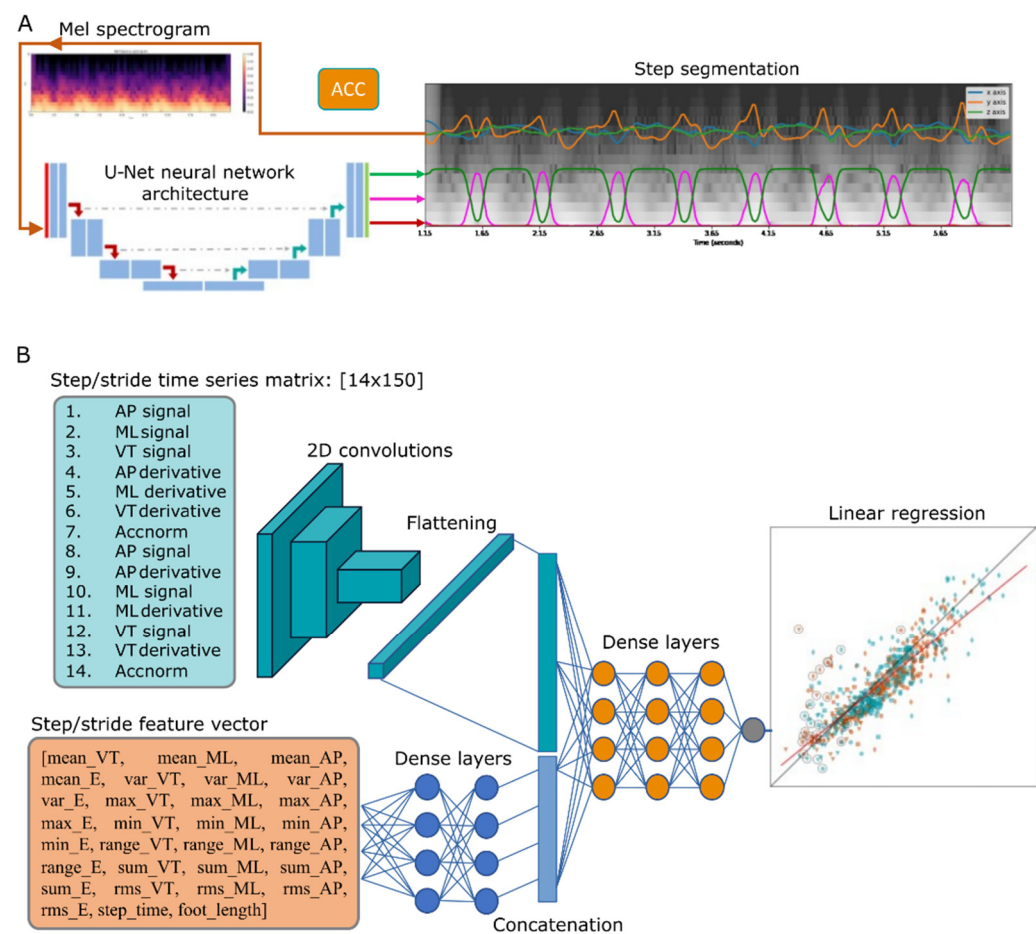 A
Mel spectrogram
ACC
Step segmentation
x axis
y axis
z axis
U-Net neural network
architecture
1.15 1.65 2.15 2.65 3.15 3.65 4.15 4.65 5.15 5.65
Time (seconds)
B
Step/stride time series matrix: [14x150]
1. AP signal
2. ML signal
3. VT signal
4. AP derivative
5. ML derivative
6. VT derivative
7. Accnorm
8. AP signal
9. AP derivative
10. ML signal
11. ML derivative
12. VT signal
13. VT derivative
14. Accnorm
2D convolutions
Flattening
Linear regression
Dense layers
Step/stride feature vector
[mean_VT, mean_ML, mean_AP,
mean_E, var_VT, var_ML, var_AP,
var_E, max_VT, max_ML, max_AP,
max_E, min_VT, min_ML, min_AP,
min_E, range_VT, range_ML, range_AP,
range_E, sum_VT, sum_ML, sum_AP,
sum_E, rms_VT, rms_ML, rms_AP,
rms_E, step_time, foot_length]
Dense layers
Concatenation